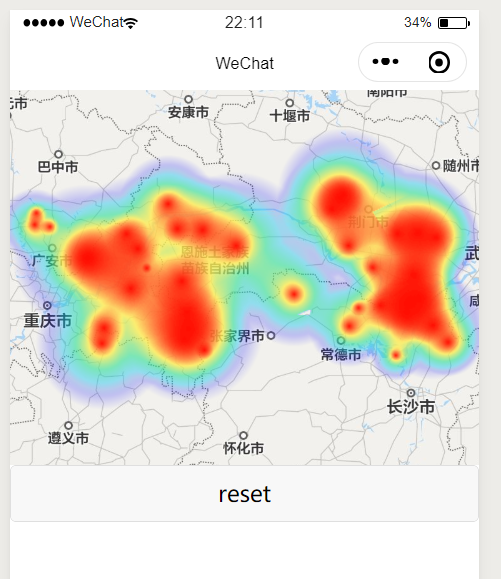 WeChat
22:11
34%
WeChat
南阳市
元市
安康市
十堰市
巴中市
随州市
荆门市
广安市
恩施土家族
苗族自治州
武
重庆市
咸
张家界市
常德市
长沙市
遵义市
怀化市
reset